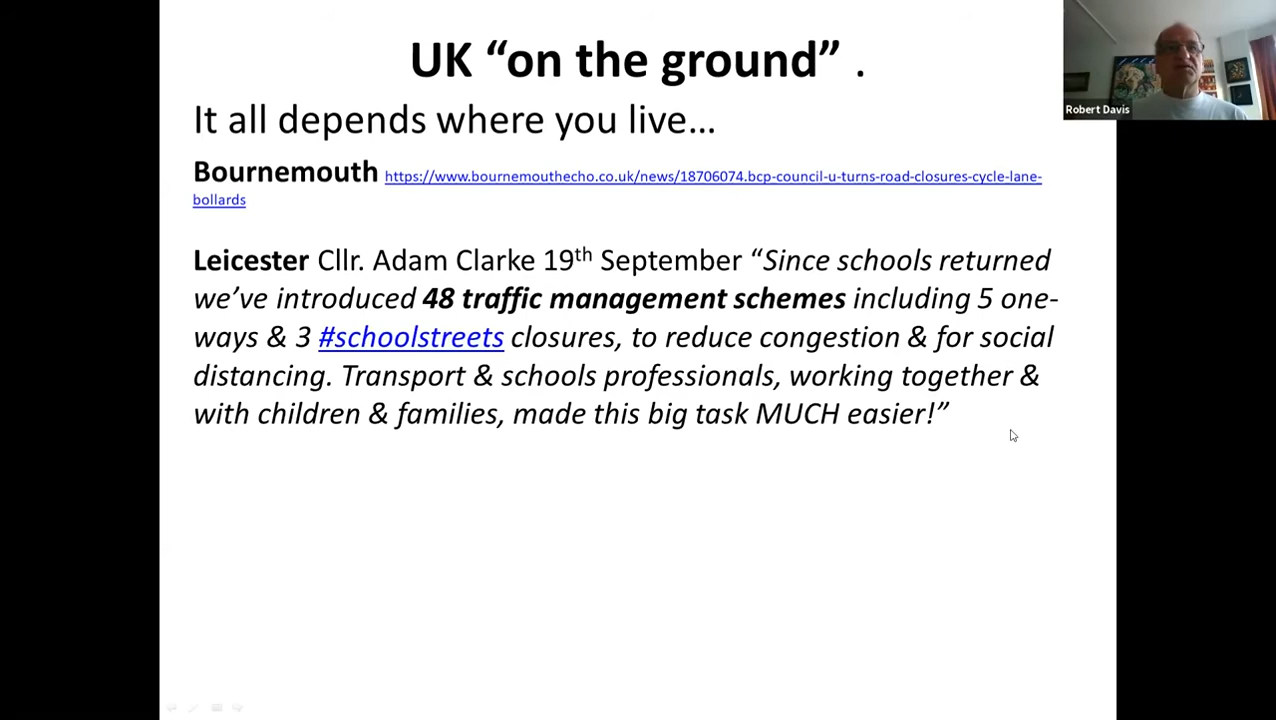 UK “on the ground” .
It all depends where you live…
Bournemouth https://www.bournemouthecho.co.uk/news/18706074.bcp-council-u-turns-road-closures-cycle-lane-
bollards
Leicester Cllr. Adam Clarke 19th September “Since schools returned
we’ve introduced 48 traffic management schemes including 5 one-
ways & 3 #schoolstreets closures, to reduce congestion & for social
distancing. Transport & schools professionals, working together &
with children & families, made this big task MUCH easier!”
Robert Davis